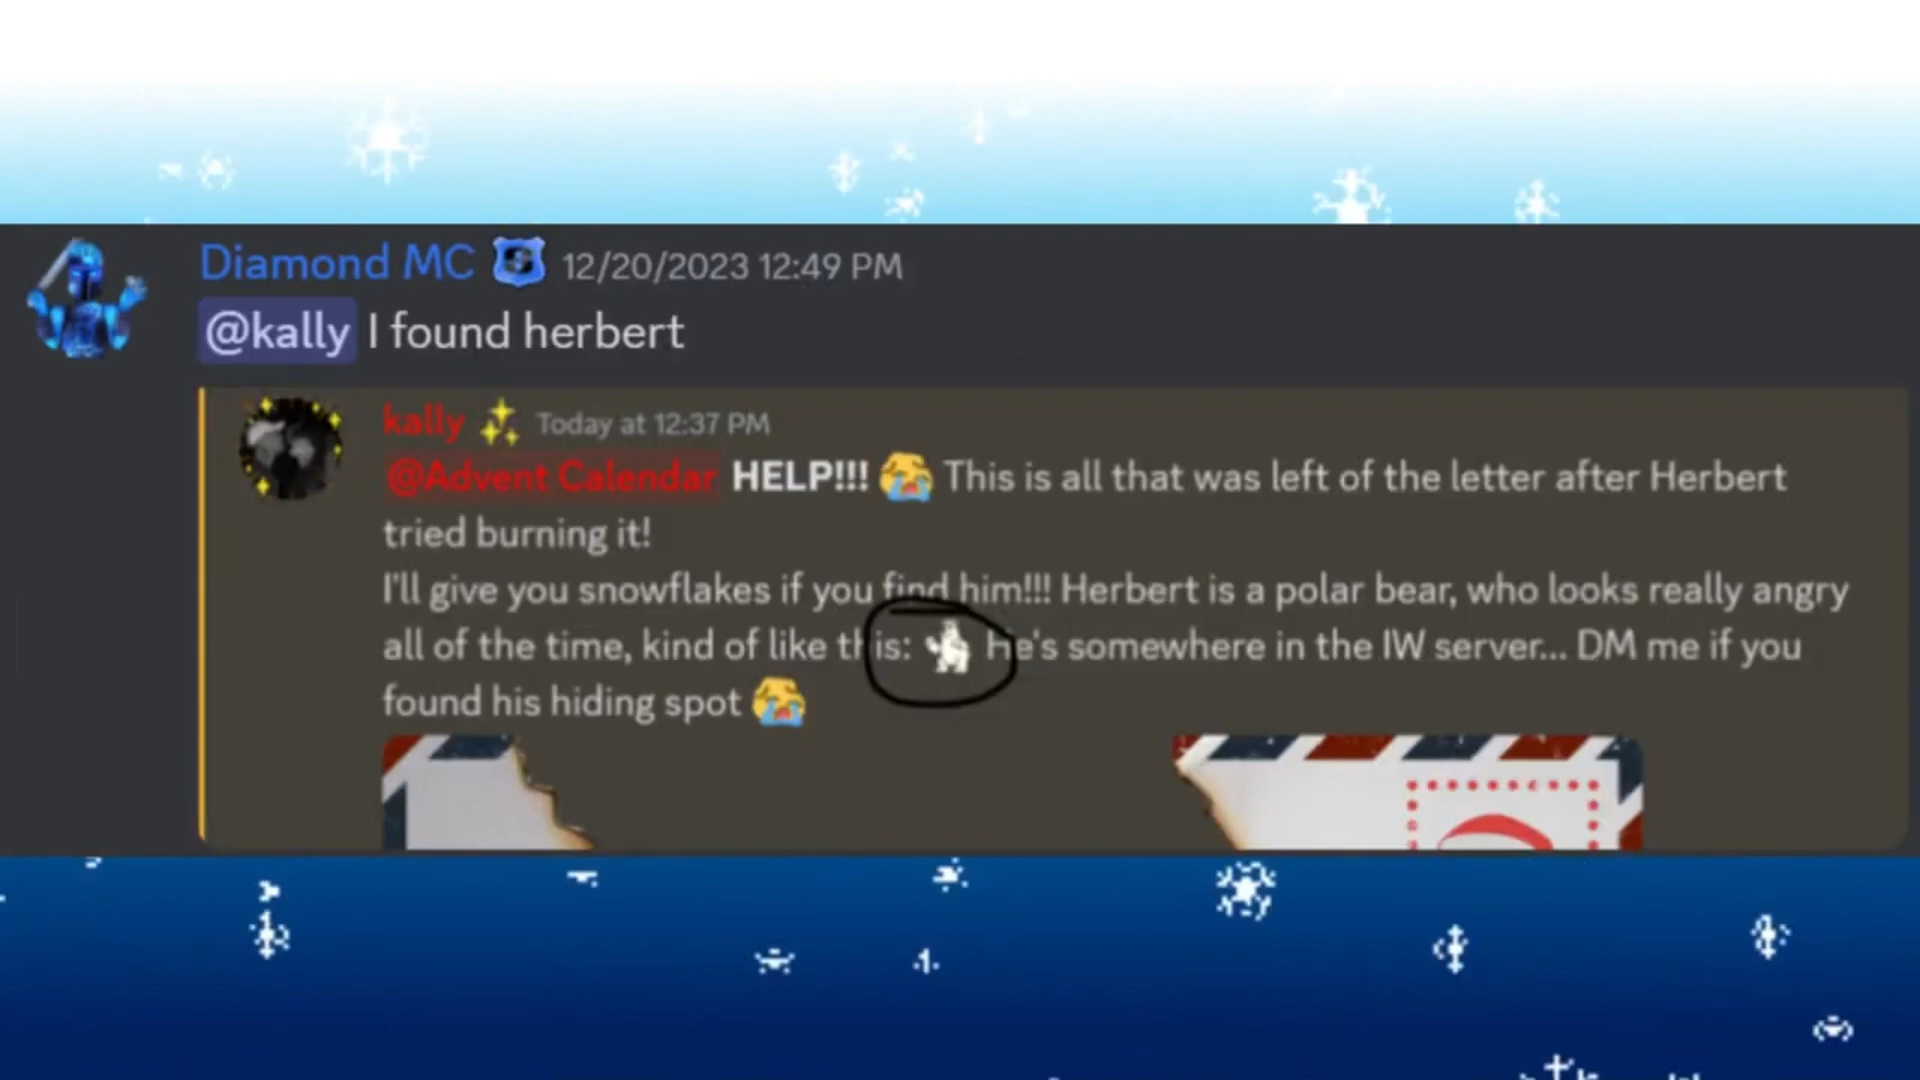 Diamond MC 12/20/2023 12:49 PM
@kally I found herbert
kally Today at 12:37 PM
@Advent Calendar HELP!!! 😭 This is all that was left of the letter after Herbert
tried burning it!
I'll give you snowflakes if you find him!!! Herbert is a polar bear, who looks really angry
all of the time, kind of like this: He's somewhere in the IW server... DM me if you
found his hiding spot 😭